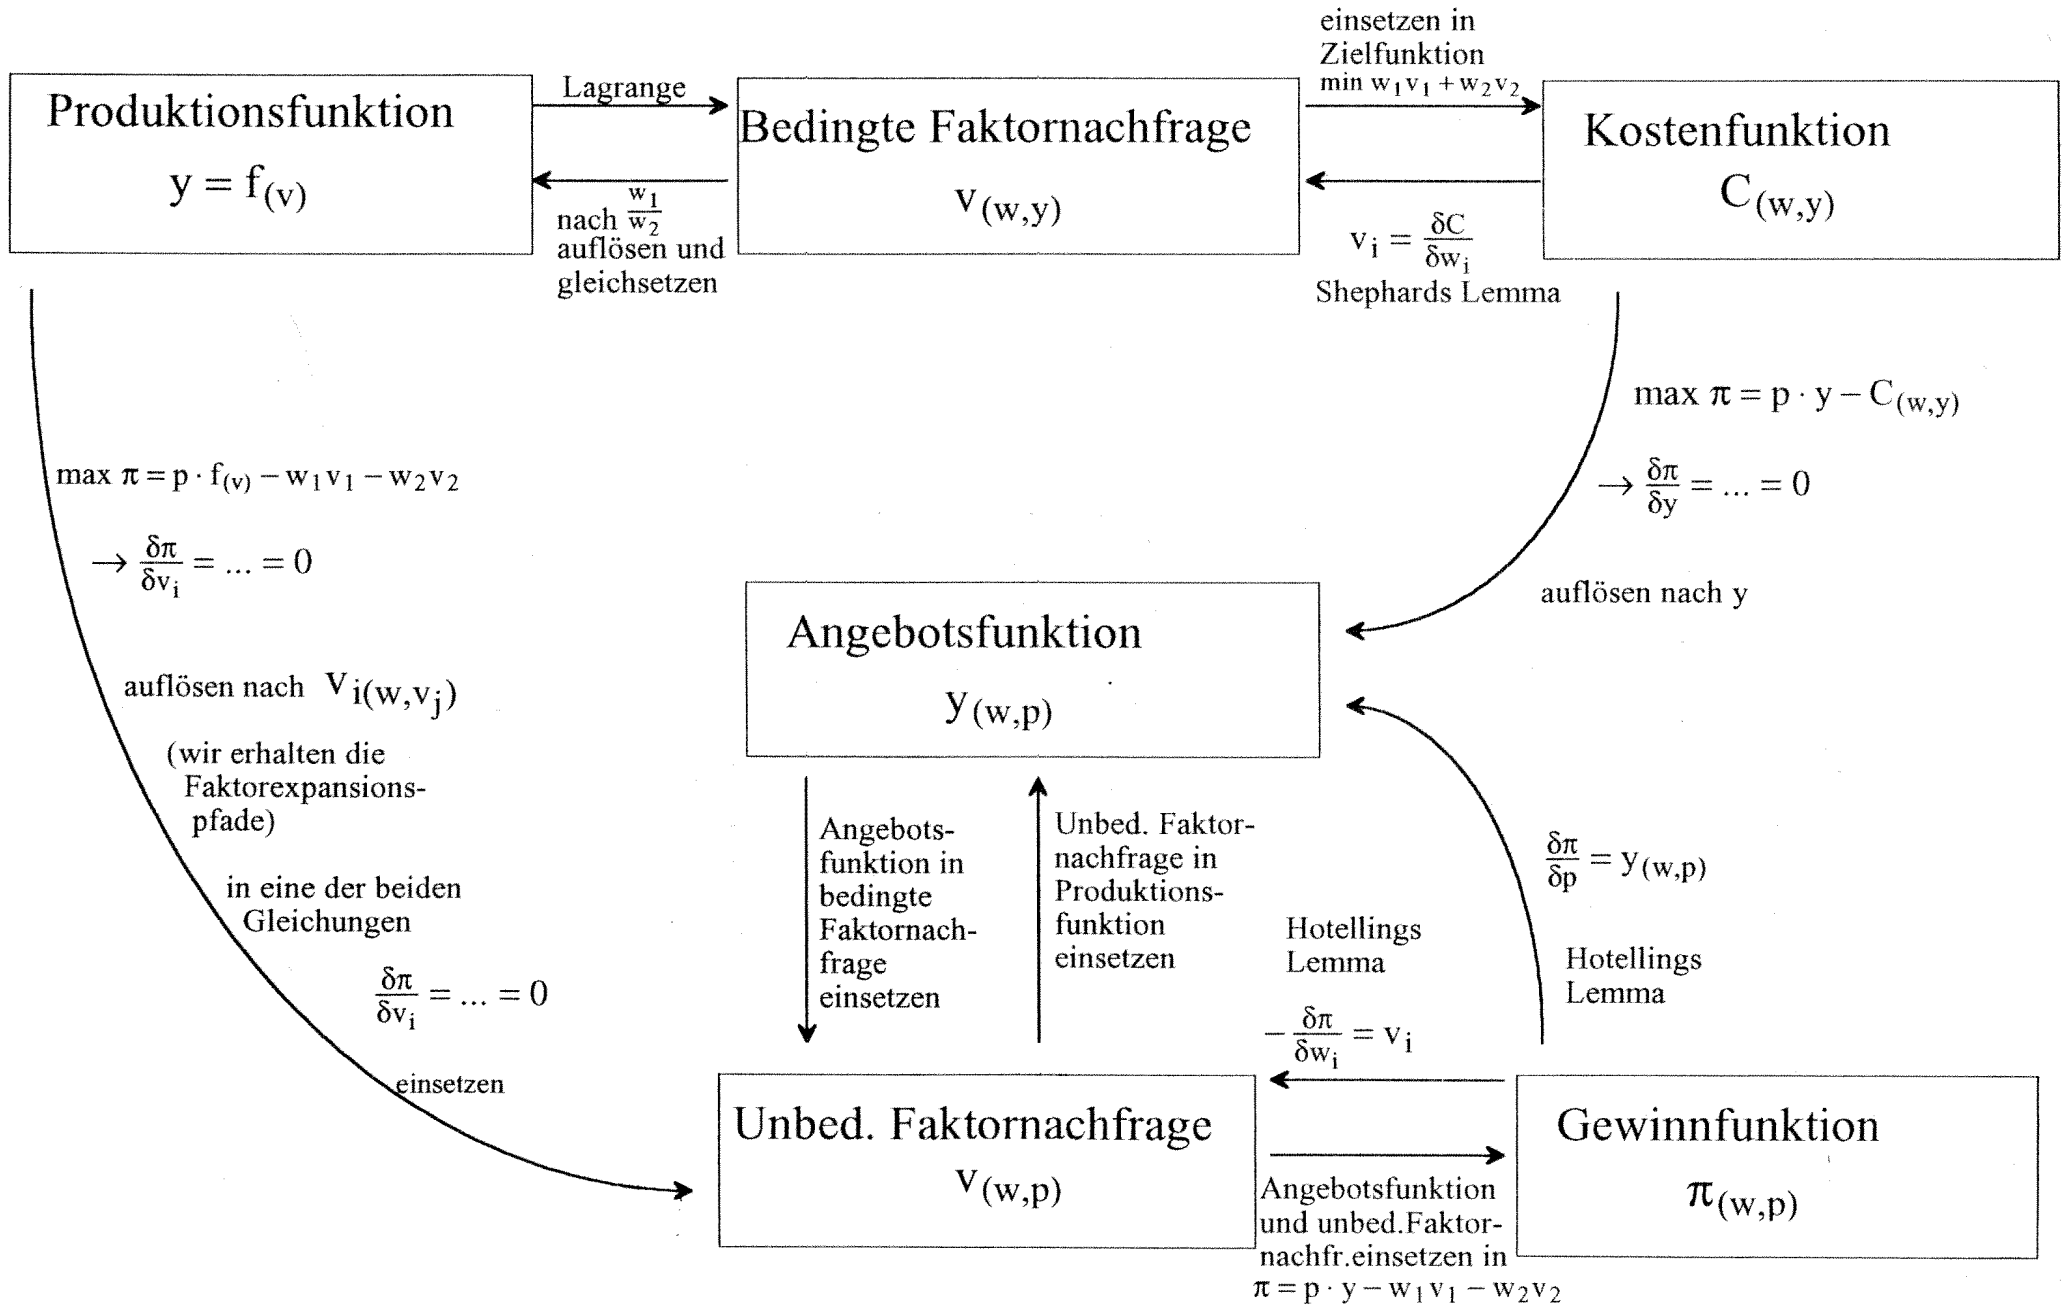 Produktionsfunktion
y = f(v)
Lagrange
nach w1/w2
auflösen und
gleichsetzen
Bedingte Faktornachfrage
v(w,y)
einsetzen in
Zielfunktion
min w1v1 + w2v2
vi = δC/δwi
Shephards Lemma
Kostenfunktion
C(w,y)
max π = p · y – C(w,y)
→ δπ/δy = ... = 0
auflösen nach y
max π = p · f(v) – w1v1 – w2v2
→ δπ/δvi = ... = 0
auflösen nach vi(w,vj)
(wir erhalten die
Faktorexpansions-
pfade)
in eine der beiden
Gleichungen
δπ/δvi = ... = 0
einsetzen
Angebotsfunktion
y(w,p)
Angebots-
funktion in
bedingte
Faktornach-
frage
einsetzen
Unbed. Faktor-
nachfrage in
Produktions-
funktion
einsetzen
Hotellings
Lemma
– δπ/δwi = vi
δπ/δp = y(w,p)
Hotellings
Lemma
Unbed. Faktornachfrage
v(w,p)
Angebotsfunktion
und unbed.Faktor-
nachfr.einsetzen in
π = p · y – w1v1 – w2v2
Gewinnfunktion
π(w,p)